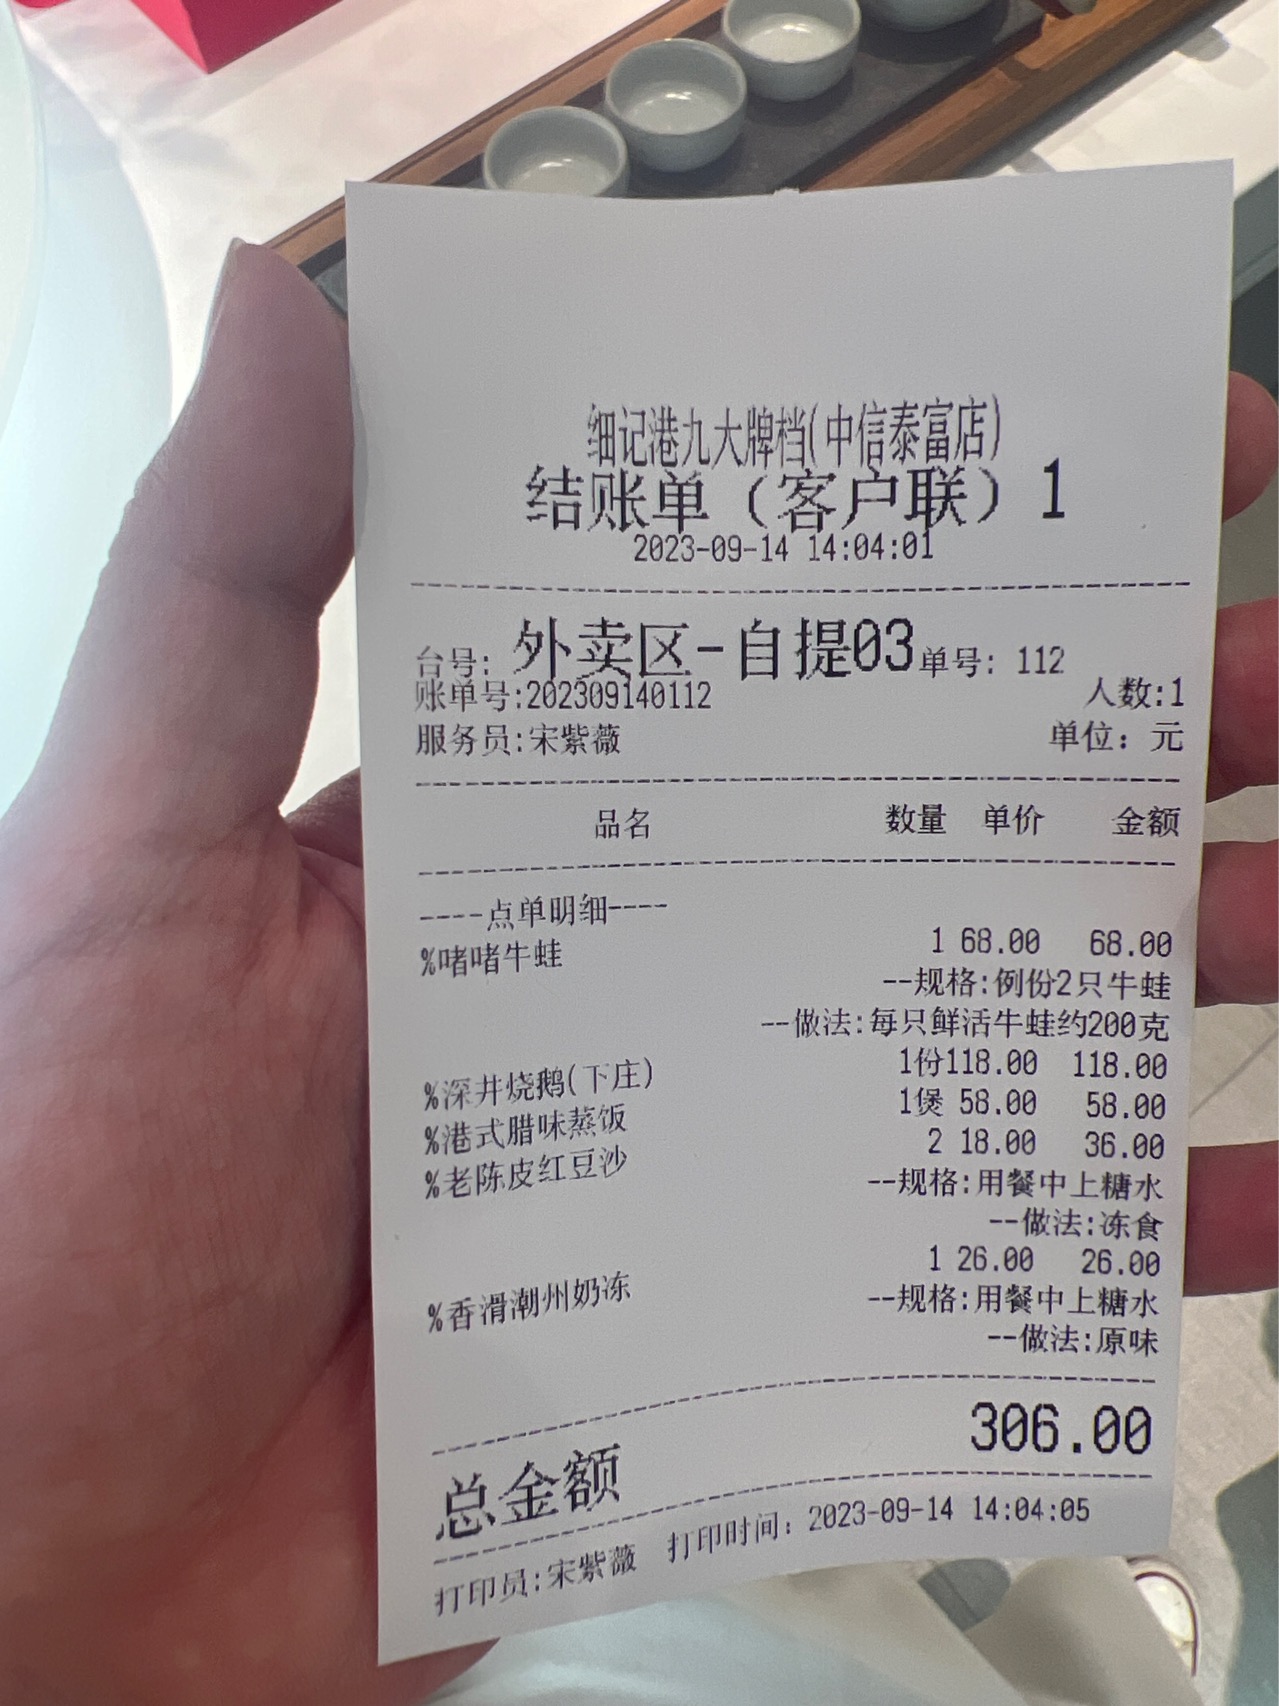 细记港九大牌档(中信泰富店)
结账单（客户联）1
2023-09-14 14:04:01
台号: 外卖区-自提03 单号: 112
账单号:202309140112 人数:1
服务员:宋紫薇 单位：元
品名 数量 单价 金额
----点单明细----
%啫啫牛蛙 1 68.00 68.00
--规格:例份2只牛蛙
--做法:每只鲜活牛蛙约200克
%深井烧鹅(下庄) 1份118.00 118.00
%港式腊味蒸饭 1煲 58.00 58.00
%老陈皮红豆沙 2 18.00 36.00
--规格:用餐中上糖水
--做法:冻食
%香滑潮州奶冻 1 26.00 26.00
--规格:用餐中上糖水
--做法:原味
总金额 306.00
打印员:宋紫薇 打印时间：2023-09-14 14:04:05